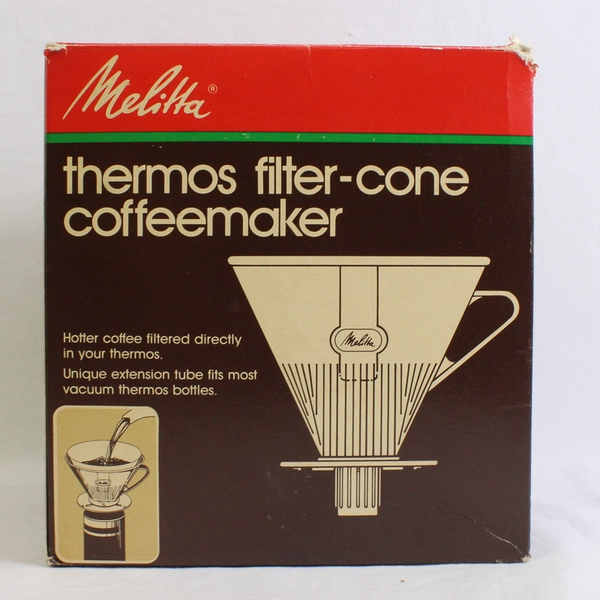 Melitta®
thermos filter-cone
coffeemaker
Melitta
Hotter coffee filtered directly
in your thermos.
Unique extension tube fits most
vacuum thermos bottles.